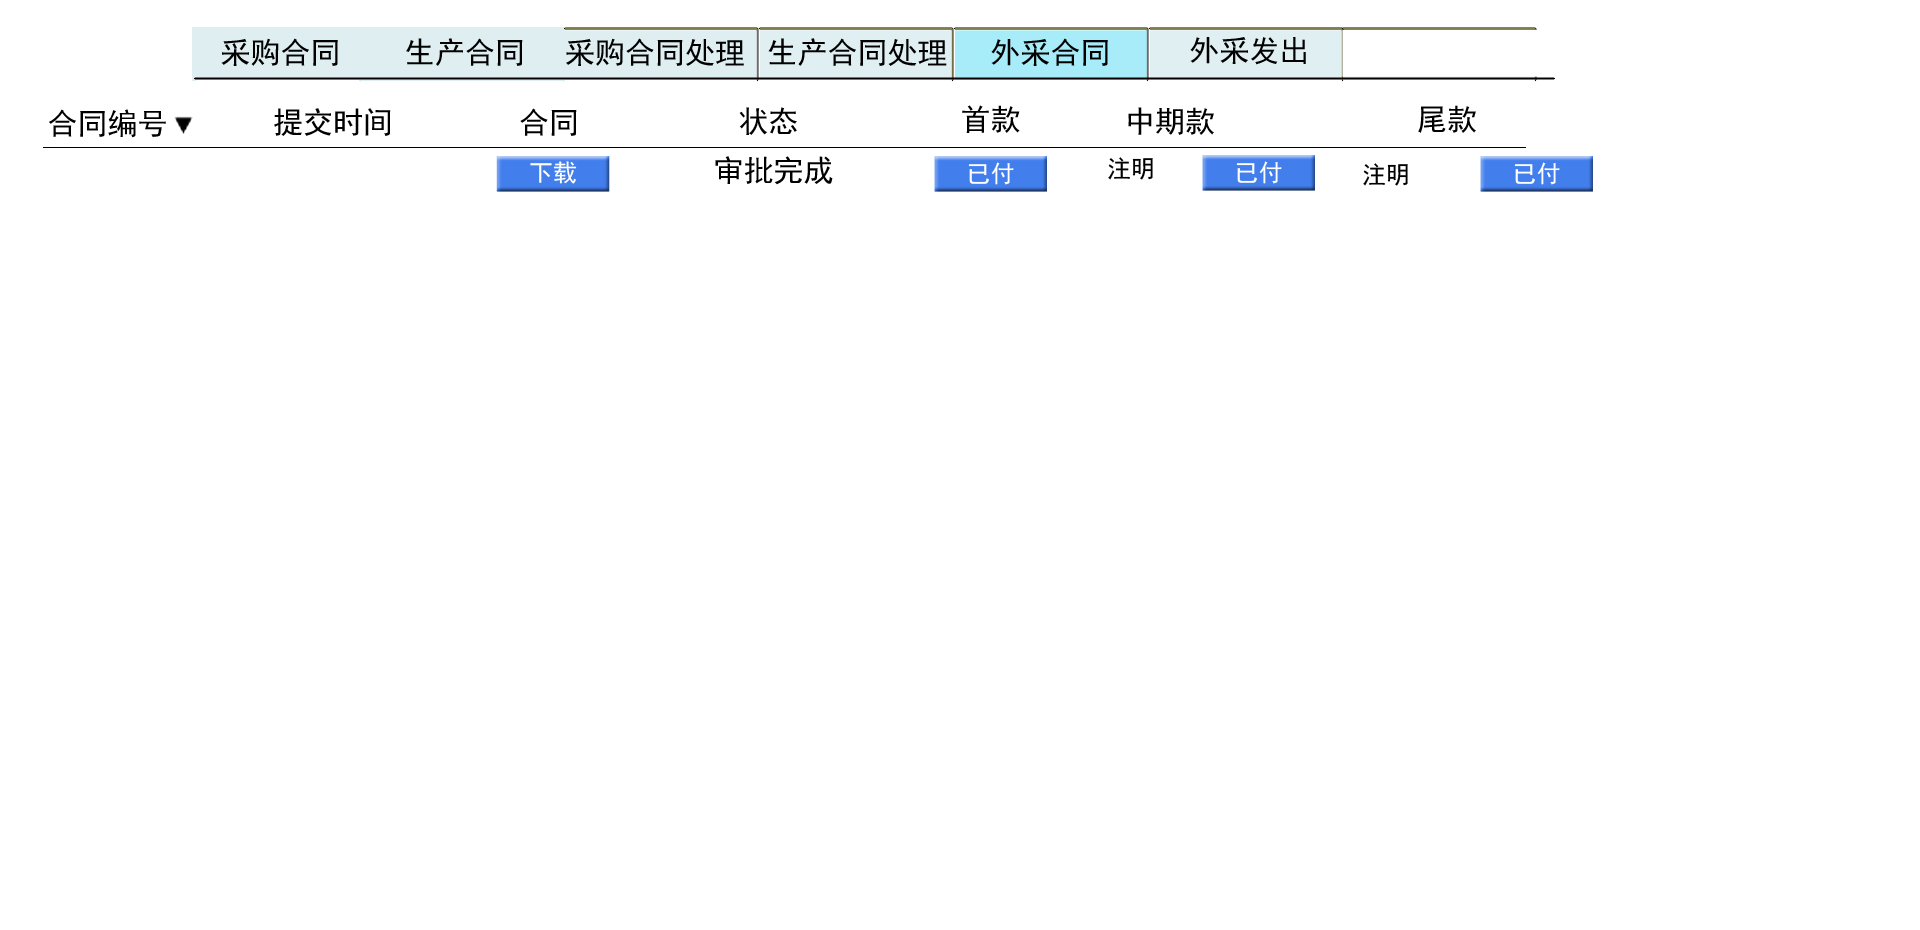 采购合同 生产合同 采购合同处理 生产合同处理 外采合同 外采发出
合同编号▼ 提交时间 合同 状态 首款 中期款 尾款
下载 审批完成 已付 注明 已付 注明 已付